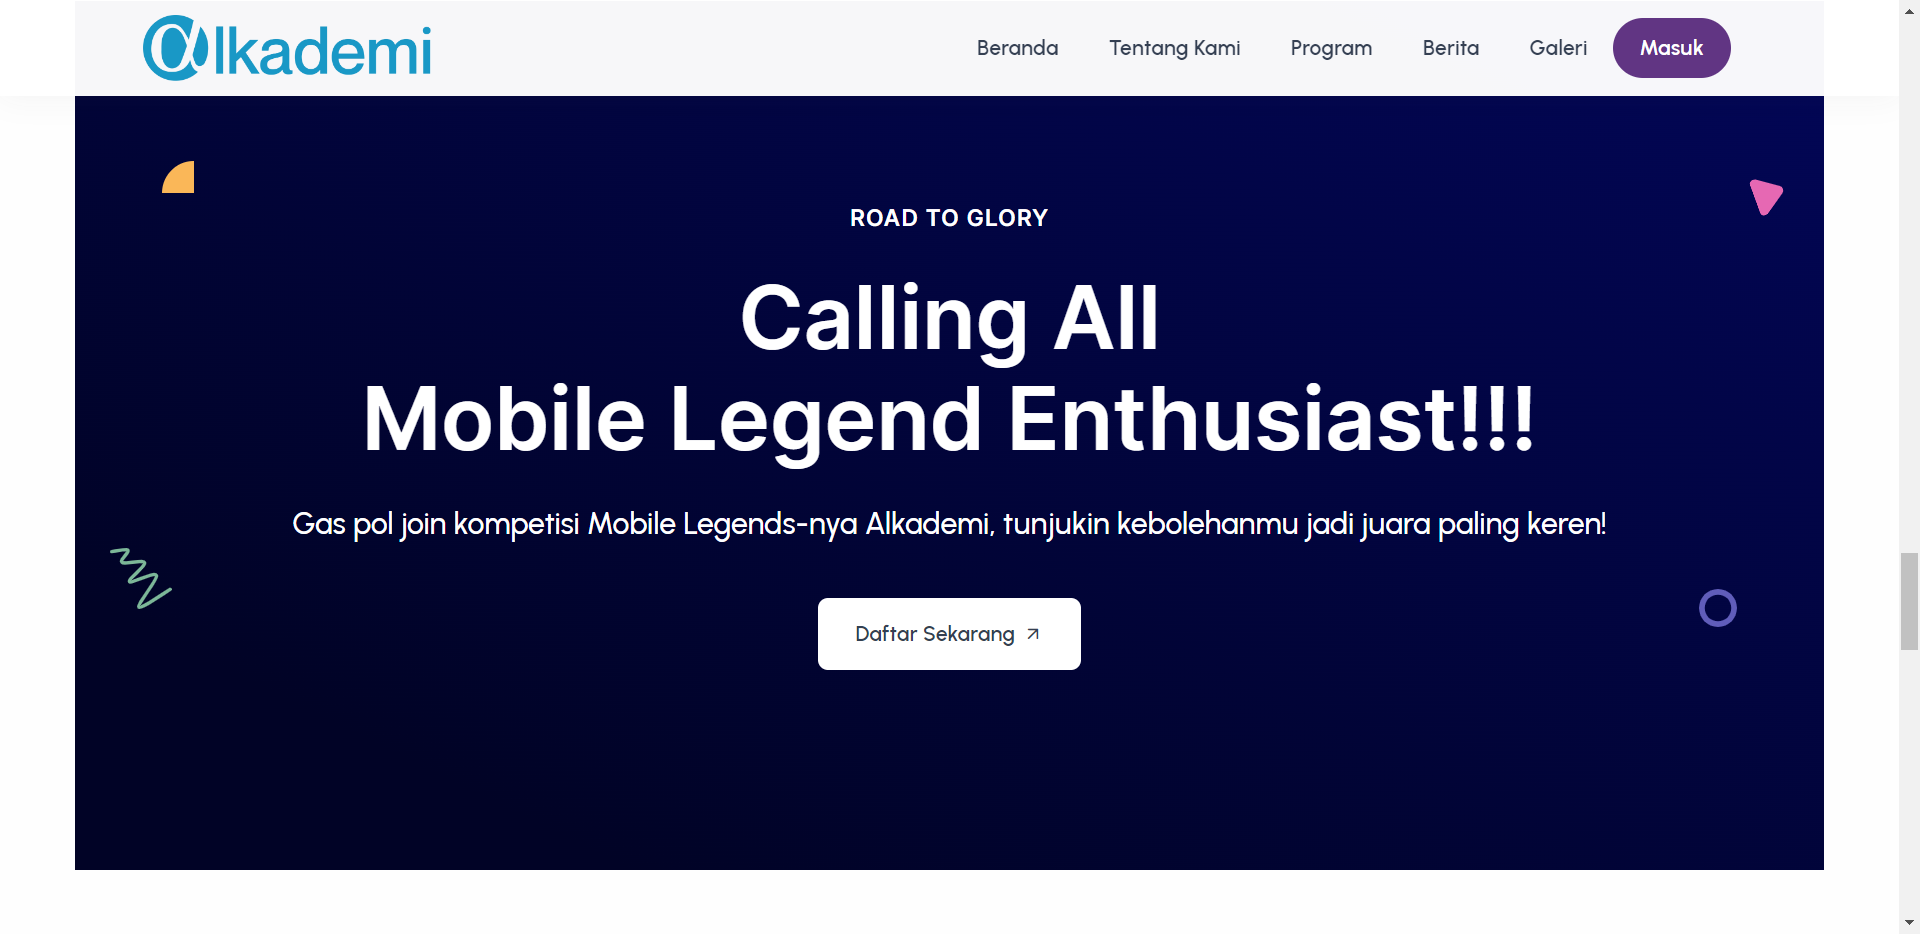 @lkademi
Beranda Tentang Kami Program Berita Galeri Masuk
ROAD TO GLORY
Calling All
Mobile Legend Enthusiast!!!
Gas pol join kompetisi Mobile Legends-nya Alkademi, tunjukin kebolehanmu jadi juara paling keren!
Daftar Sekarang